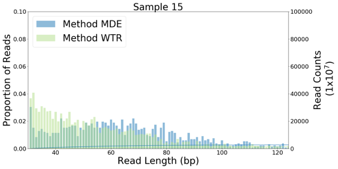 Sample 15
Method MDE
Method WTR
Proportion of Reads
0.10
0.08
0.06
0.04
0.02
0.00
40
60
80
100
120
Read Length (bp)
100000
80000
60000
40000
20000
0
Read Counts
(1x10⁷)